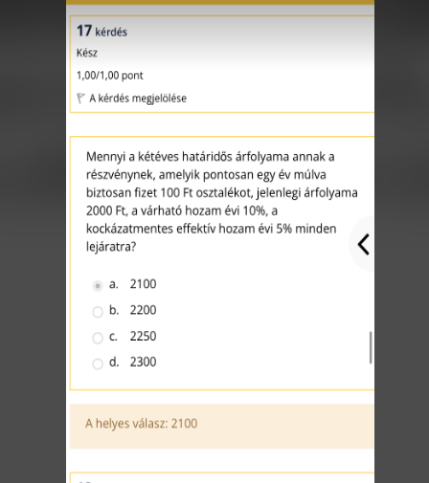 17 kérdés
Kész
1,00/1,00 pont
A kérdés megjelölése
Mennyi a kétéves határidős árfolyama annak a
részvénynek, amelyik pontosan egy év múlva
biztosan fizet 100 Ft osztalékot, jelenlegi árfolyama
2000 Ft, a várható hozam évi 10%, a
kockázatmentes effektív hozam évi 5% minden
lejáratra?
a. 2100
b. 2200
c. 2250
d. 2300
A helyes válasz: 2100